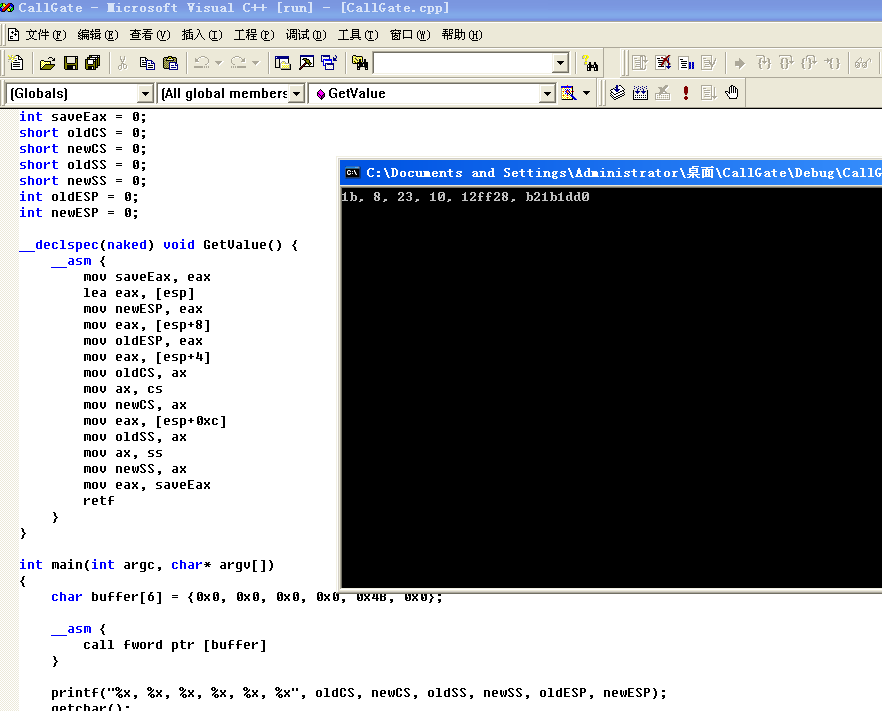 CallGate - Microsoft Visual C++ [run] - [CallGate.cpp]
文件(F) 编辑(E) 查看(V) 插入(I) 工程(P) 调试(D) 工具(T) 窗口(W) 帮助(H)
(Globals) (All global members GetValue
int saveEax = 0;
short oldCS = 0;
short newCS = 0;
short oldSS = 0;
short newSS = 0;
int oldESP = 0;
int newESP = 0;
__declspec(naked) void GetValue() {
__asm {
mov saveEax, eax
lea eax, [esp]
mov newESP, eax
mov eax, [esp+8]
mov oldESP, eax
mov eax, [esp+4]
mov oldCS, ax
mov ax, cs
mov newCS, ax
mov eax, [esp+0xc]
mov oldSS, ax
mov ax, ss
mov newSS, ax
mov eax, saveEax
retf
}
}
int main(int argc, char* argv[])
{
char buffer[6] = {0x0, 0x0, 0x0, 0x0, 0x4B, 0x0};
__asm {
call fword ptr [buffer]
}
printf("%x, %x, %x, %x, %x, %x", oldCS, newCS, oldSS, newSS, oldESP, newESP);
getchar();
C:\Documents and Settings\Administrator\桌面\CallGate\Debug\CallG
1b, 8, 23, 10, 12ff28, b21b1dd0